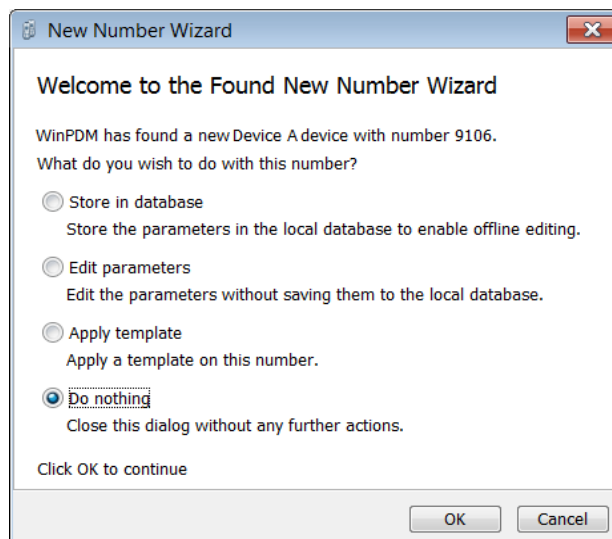 New Number Wizard
Welcome to the Found New Number Wizard
WinPDM has found a new Device A device with number 9106.
What do you wish to do with this number?
Store in database
Store the parameters in the local database to enable offline editing.
Edit parameters
Edit the parameters without saving them to the local database.
Apply template
Apply a template on this number.
Do nothing
Close this dialog without any further actions.
Click OK to continue
OK Cancel